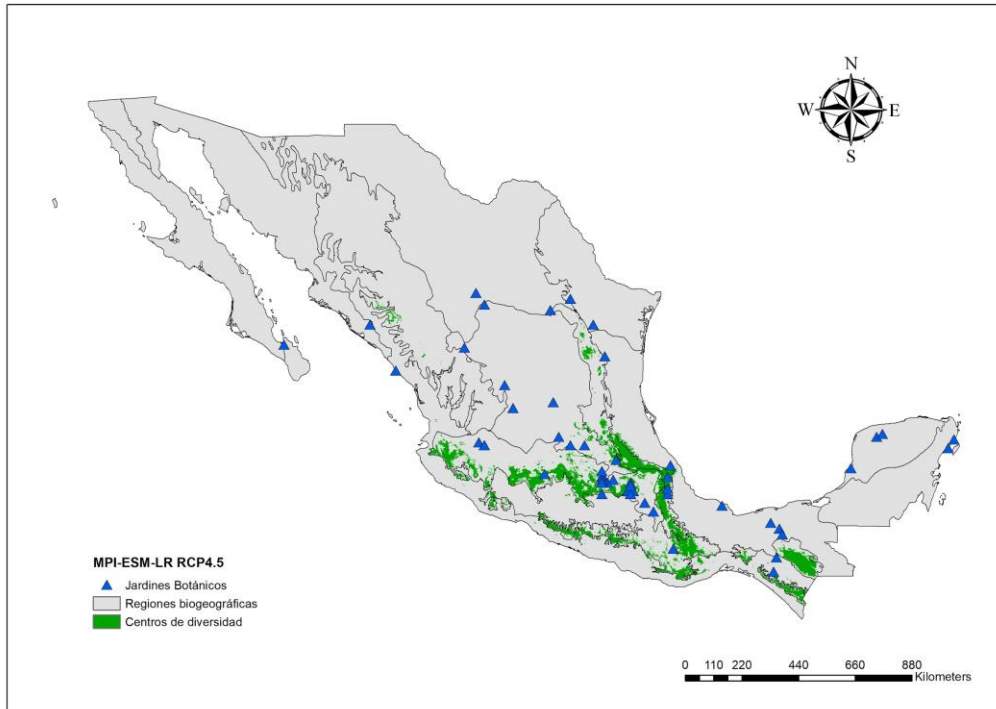 N
W E
S
MPI-ESM-LR RCP4.5
Jardines Botánicos
Regiones biogeográficas
Centros de diversidad
0 110 220 440 660 880
Kilometers